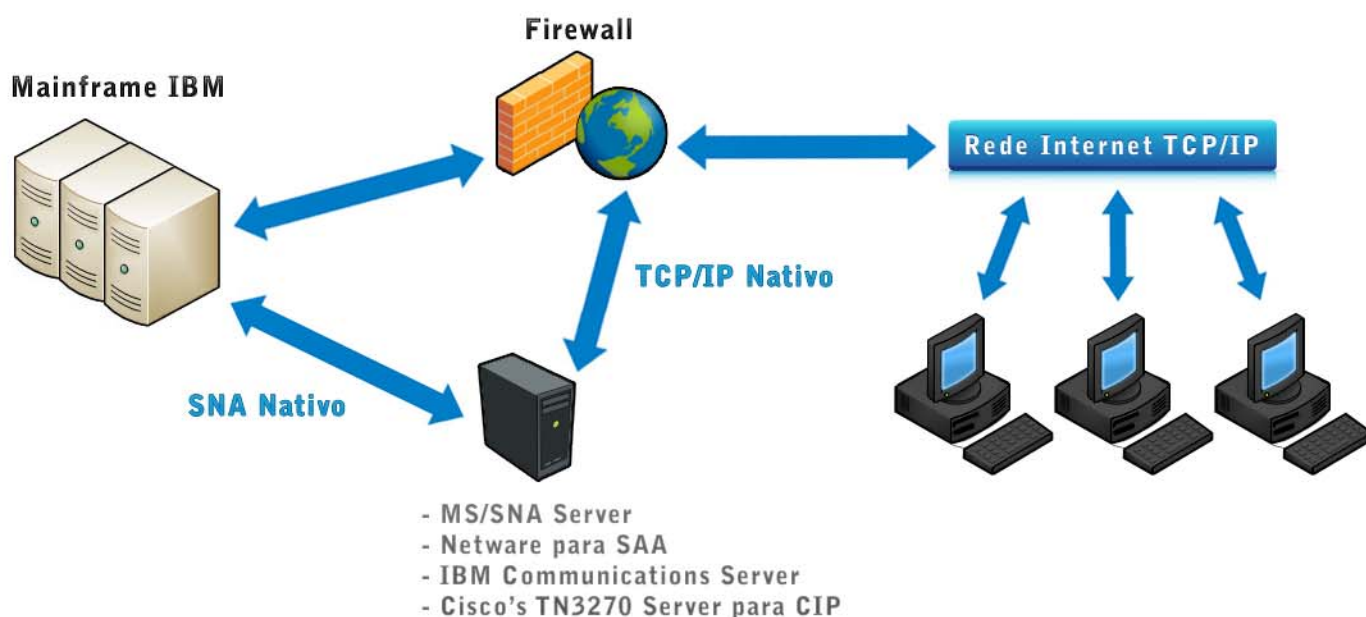 Firewall
Mainframe IBM
Rede Internet TCP/IP
TCP/IP Nativo
SNA Nativo
- MS/SNA Server
- Netware para SAA
- IBM Communications Server
- Cisco's TN3270 Server para CIP